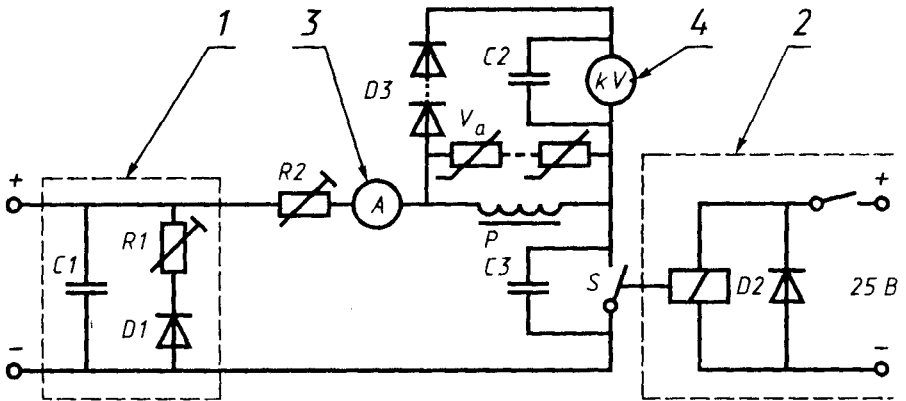 1
3
4
2
C2
kV
D3
Va
+
R2
A
+
R1
P
C1
C3
S
D2
25 В
D1
−
−